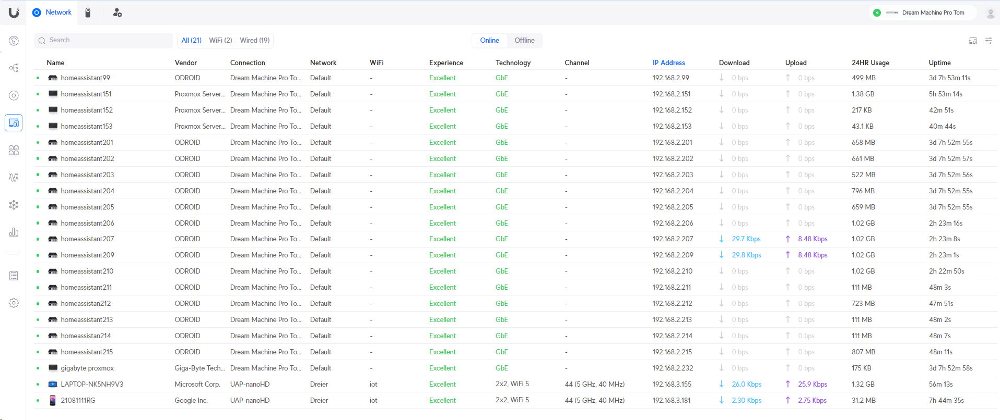 Network
Dream Machine Pro Tom
Search
All (21) WiFi (2) Wired (19)
Online Offline
Name Vendor Connection Network WiFi Experience Technology Channel IP Address Download Upload 24HR Usage Uptime
homeassistant99 ODROID Dream Machine Pro To... Default - Excellent GbE - 192.168.2.99 ↓ 0 bps ↑ 0 bps 499 MB 3d 7h 53m 11s
homeassistant151 Proxmox Server... Dream Machine Pro To... Default - Excellent GbE - 192.168.2.151 ↓ 0 bps ↑ 0 bps 1.38 GB 5h 53m 14s
homeassistant152 Proxmox Server... Dream Machine Pro To... Default - Excellent GbE - 192.168.2.152 ↓ 0 bps ↑ 0 bps 217 KB 42m 51s
homeassistant153 Proxmox Server... Dream Machine Pro To... Default - Excellent GbE - 192.168.2.153 ↓ 0 bps ↑ 0 bps 43.1 KB 40m 44s
homeassistant201 ODROID Dream Machine Pro To... Default - Excellent GbE - 192.168.2.201 ↓ 0 bps ↑ 0 bps 658 MB 3d 7h 52m 55s
homeassistant202 ODROID Dream Machine Pro To... Default - Excellent GbE - 192.168.2.202 ↓ 0 bps ↑ 0 bps 661 MB 3d 7h 52m 57s
homeassistant203 ODROID Dream Machine Pro To... Default - Excellent GbE - 192.168.2.203 ↓ 0 bps ↑ 0 bps 522 MB 3d 7h 52m 56s
homeassistant204 ODROID Dream Machine Pro To... Default - Excellent GbE - 192.168.2.204 ↓ 0 bps ↑ 0 bps 796 MB 3d 7h 52m 55s
homeassistant205 ODROID Dream Machine Pro To... Default - Excellent GbE - 192.168.2.205 ↓ 0 bps ↑ 0 bps 659 MB 3d 7h 52m 55s
homeassistant206 ODROID Dream Machine Pro To... Default - Excellent GbE - 192.168.2.206 ↓ 0 bps ↑ 0 bps 1.02 GB 2h 23m 16s
homeassistant207 ODROID Dream Machine Pro To... Default - Excellent GbE - 192.168.2.207 ↓ 29.7 Kbps ↑ 8.48 Kbps 1.02 GB 2h 23m 8s
homeassistant209 ODROID Dream Machine Pro To... Default - Excellent GbE - 192.168.2.209 ↓ 29.8 Kbps ↑ 8.48 Kbps 1.02 GB 2h 23m 1s
homeassistant210 ODROID Dream Machine Pro To... Default - Excellent GbE - 192.168.2.210 ↓ 0 bps ↑ 0 bps 1.02 GB 2h 22m 50s
homeassistant211 ODROID Dream Machine Pro To... Default - Excellent GbE - 192.168.2.211 ↓ 0 bps ↑ 0 bps 111 MB 48m 3s
homeassistan212 ODROID Dream Machine Pro To... Default - Excellent GbE - 192.168.2.212 ↓ 0 bps ↑ 0 bps 723 MB 47m 51s
homeassistant213 ODROID Dream Machine Pro To... Default - Excellent GbE - 192.168.2.213 ↓ 0 bps ↑ 0 bps 111 MB 48m 2s
homeassistan214 ODROID Dream Machine Pro To... Default - Excellent GbE - 192.168.2.214 ↓ 0 bps ↑ 0 bps 111 MB 48m 7s
homeassistant215 ODROID Dream Machine Pro To... Default - Excellent GbE - 192.168.2.215 ↓ 0 bps ↑ 0 bps 807 MB 48m 11s
gigabyte proxmox Giga-Byte Tech... Dream Machine Pro To... Default - Excellent GbE - 192.168.2.232 ↓ 0 bps ↑ 0 bps 175 KB 3d 7h 52m 58s
LAPTOP-NK5NH9V3 Microsoft Corp. UAP-nanoHD Dreier iot Excellent 2x2, WiFi 5 44 (5 GHz, 40 MHz) 192.168.3.155 ↓ 26.0 Kbps ↑ 25.9 Kbps 1.32 GB 56m 13s
21081111RG Google Inc. UAP-nanoHD Dreier iot Excellent 2x2, WiFi 5 44 (5 GHz, 40 MHz) 192.168.3.181 ↓ 2.30 Kbps ↑ 2.75 Kbps 31.2 MB 7h 44m 35s